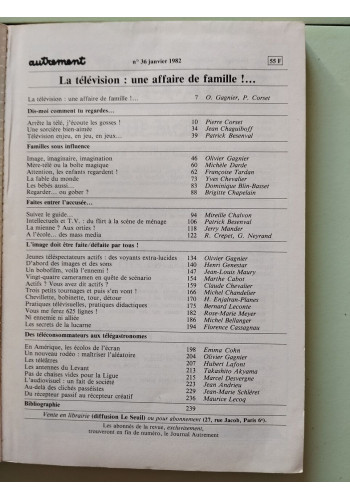 autrement n° 36 janvier 1982 55 F
La télévision : une affaire de famille !...
La télévision : une affaire de famille !... 7 O. Gagnier, P. Corset
Dis-moi comment tu regardes...
Arrête la télé, j'écoute les gosses ! 10 Pierre Corset
Une sorcière bien-aimée 34 Jean Chaguiboff
Télévision enjeu, en jeu, en jeux... 39 Patrick Besenval
Familles sous influence
Image, imaginaire, imagination 46 Olivier Gagnier
Mère-télé ou la boîte magique 60 Michèle Darde
Attention, les enfants regardent ! 62 Françoise Tardan
La fable du monde 73 Yves Chevalier
Les bébés aussi... 83 Dominique Blin-Basset
Regarder... ou gober ? 88 Brigitte Chapelain
Faites entrer l'accusée...
Suivez le guide... 94 Mireille Chalvon
Intellectuels et T.V. : du flirt à la scène de ménage 106 Patrick Besenval
La mienne ? Aux orties ! 118 Jerry Mander
A l'école... des mass media 122 R. Crepet, G. Neyrand
L'image doit être faite/défaite par tous !
Jeunes téléspectateurs actifs : des voyants extra-lucides 134 Olivier Gagnier
D'abord des images et des sons 140 Henri Genestar
Un bobofilm, voilà l'ennemi ! 147 Jean-Louis Maury
Vingt-quatre camarades en quête de scénario 154 Marthe Cabot
Actifs ? Vous avez dit actifs ? 159 Claude Chevalier
Trois petits tournages et puis s'en vont ! 166 Michel Chandelier
Chevillette, bobinette, tour, détour 170 H. Enjafran-Planes
Pratiques télévisuelles, pratiques didactiques 175 Bernard Leconte
Vous me ferez 625 lignes ! 182 Rose-Marie Meyer
Ni ennemie ni alliée 186 Michel Bellanger
Les secrets de la lucarne 194 Florence Cassagnau
Des téléconsommateurs aux télégastronomes
En Amérique, les écoles de l'écran 198 Emma Cohn
Un nouveau rodéo : maîtriser l'aléatoire 204 Olivier Gagnier
Les téléâtres 207 Hubert Lafont
Les antennes du Levant 213 Takashito Akyama
Pas de chaînes vides pour la Ligue 215 Marcel Desvergne
L'audiovisuel : un fait de société 223 Jean Andrieu
Au-delà des clichés passéistes 229 Jean-Marie Schléret
Du récepteur passif au récepteur créatif 236 Maurice Lecoq
Bibliographie 239
Vente en librairie (diffusion Le Seuil) ou pour abonnement (27, rue Jacob, Paris 6e).
Les abonnés de la revue, exclusivement,
trouveront en fin de numéro, le Journal Autrement